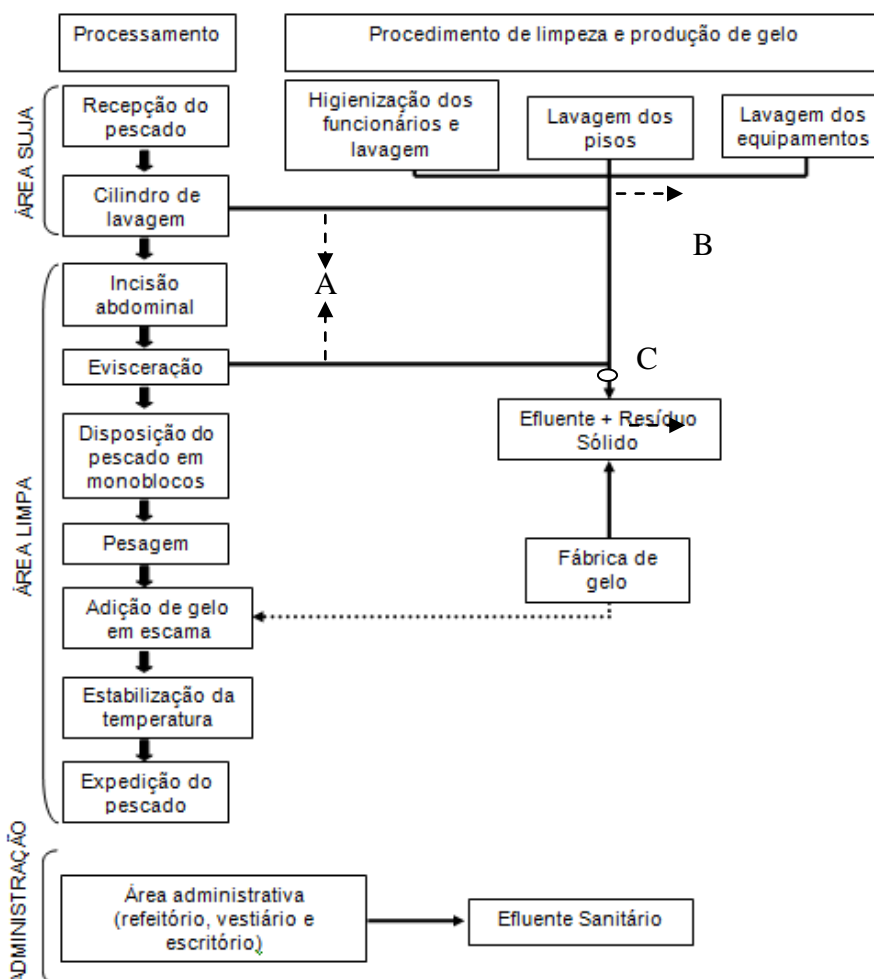 Processamento
Procedimento de limpeza e produção de gelo
ÁREA SUJA
Recepção do
pescado
Higienização dos
funcionários e
lavagem
Lavagem dos
pisos
Lavagem dos
equipamentos
Cilindro de
lavagem
B
ÁREA LIMPA
Incisão
abdominal
A
Evisceração
C
Efluente + Resíduo
Sólido
Disposição do
pescado em
monoblocos
Pesagem
Fábrica de
gelo
Adição de gelo
em escama
Estabilização da
temperatura
Expedição do
pescado
ADMINISTRAÇÃO
Área administrativa
(refeitório, vestiário e
escritório)
Efluente Sanitário